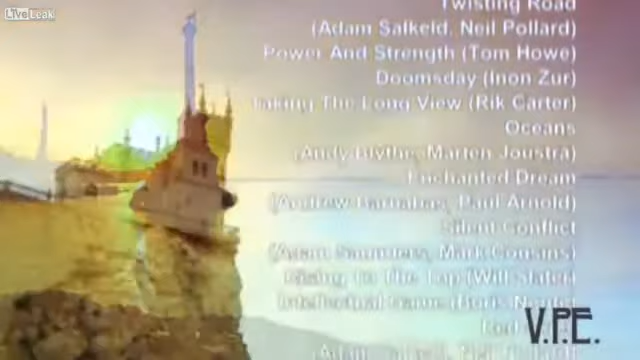 LiveLeak
Twisting Road
(Adam Salkeld, Neil Pollard)
Power And Strength (Tom Howe)
Doomsday (Inon Zur)
Taking The Long View (Rik Carter)
Oceans
(Andy Blythe, Marten Joustra)
Enchanted Dream
(Andrew Barnabas, Paul Arnold)
Silent Conflict
(Adam Saunders, Mark Cousins)
Rising To The Top (Will Slater)
Intellectual Game (Boris
V.P.E.